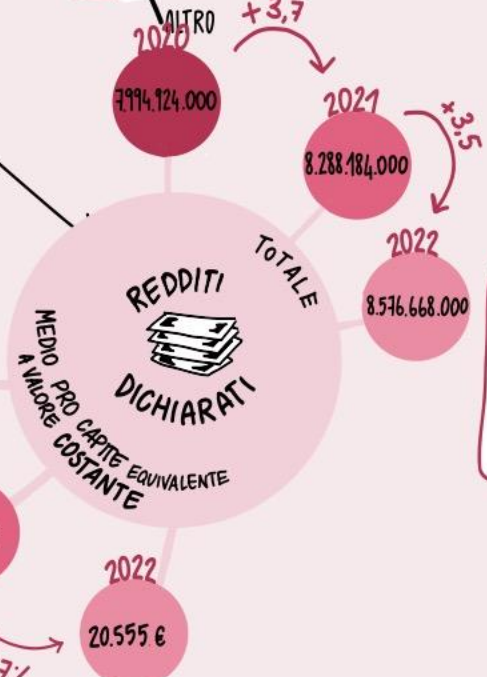 ALTRO
+3,7
2020
7.994.924.000
2021
8.288.184.000
+3,5
2022
8.576.668.000
TOTALE
REDDITI
DICHIARATI
MEDIO PRO CAPITE EQUIVALENTE
A VALORE COSTANTE
2022
20.555 €